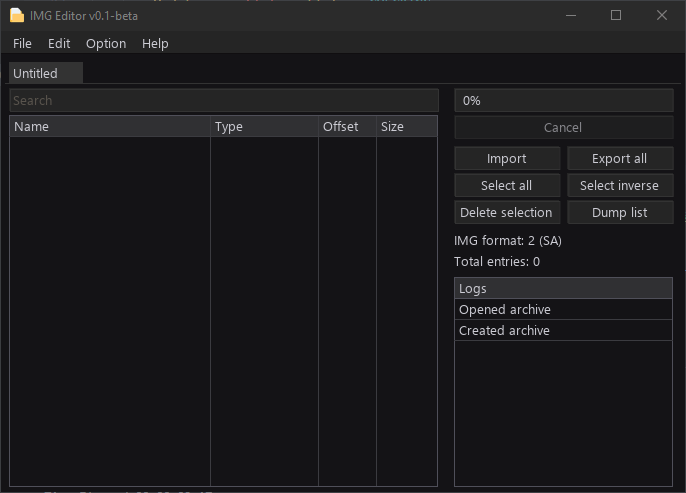 IMG Editor v0.1-beta
File Edit Option Help
Untitled
Search
0%
Name Type Offset Size
Cancel
Import Export all
Select all Select inverse
Delete selection Dump list
IMG format: 2 (SA)
Total entries: 0
Logs
Opened archive
Created archive